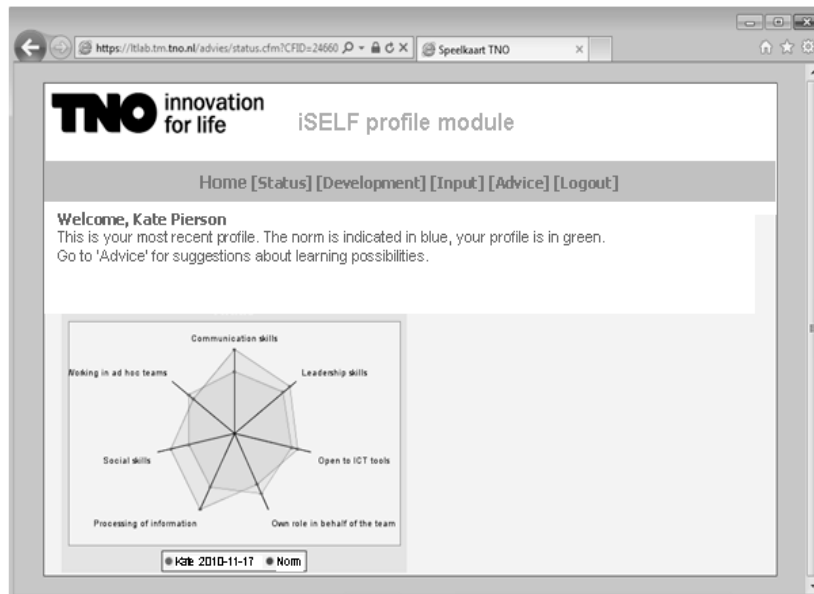 https://ltlab.tm.tno.nl/advies/status.cfm?CFID=24660
Speelkaart TNO
TNO innovation
for life
iSELF profile module
Home [Status] [Development] [Input] [Advice] [Logout]
Welcome, Kate Pierson
This is your most recent profile. The norm is indicated in blue, your profile is in green.
Go to 'Advice' for suggestions about learning possibilities.
Communication skills
Working in ad hoc teams
Leadership skills
Social skills
Open to ICT tools
Processing of information
Own role in behalf of the team
Kate 2010-11-17 Norm